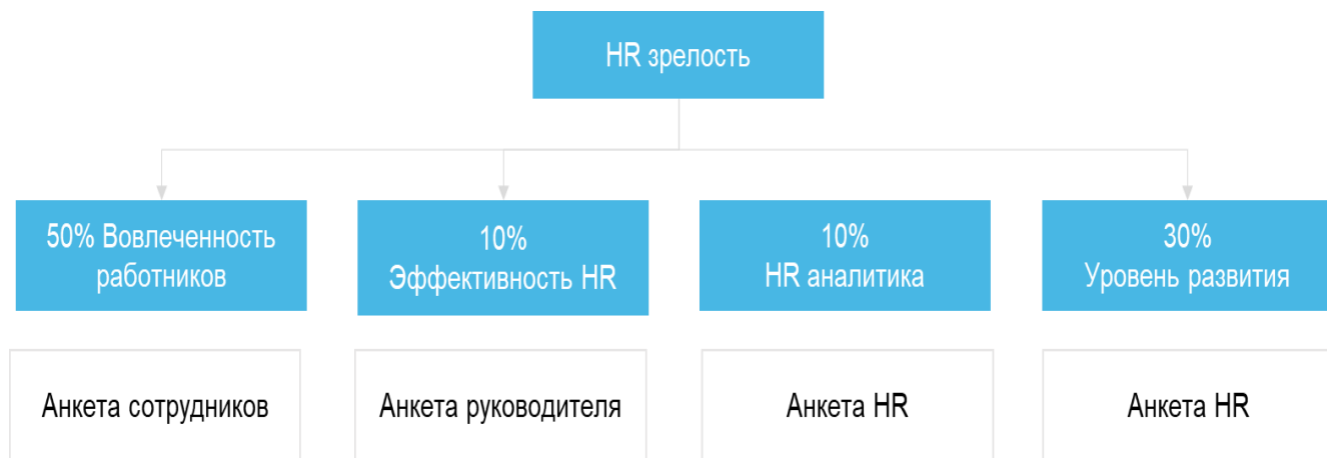 HR зрелость
50% Вовлеченность
работников
10%
Эффективность HR
10%
HR аналитика
30%
Уровень развития
Анкета сотрудников
Анкета руководителя
Анкета HR
Анкета HR